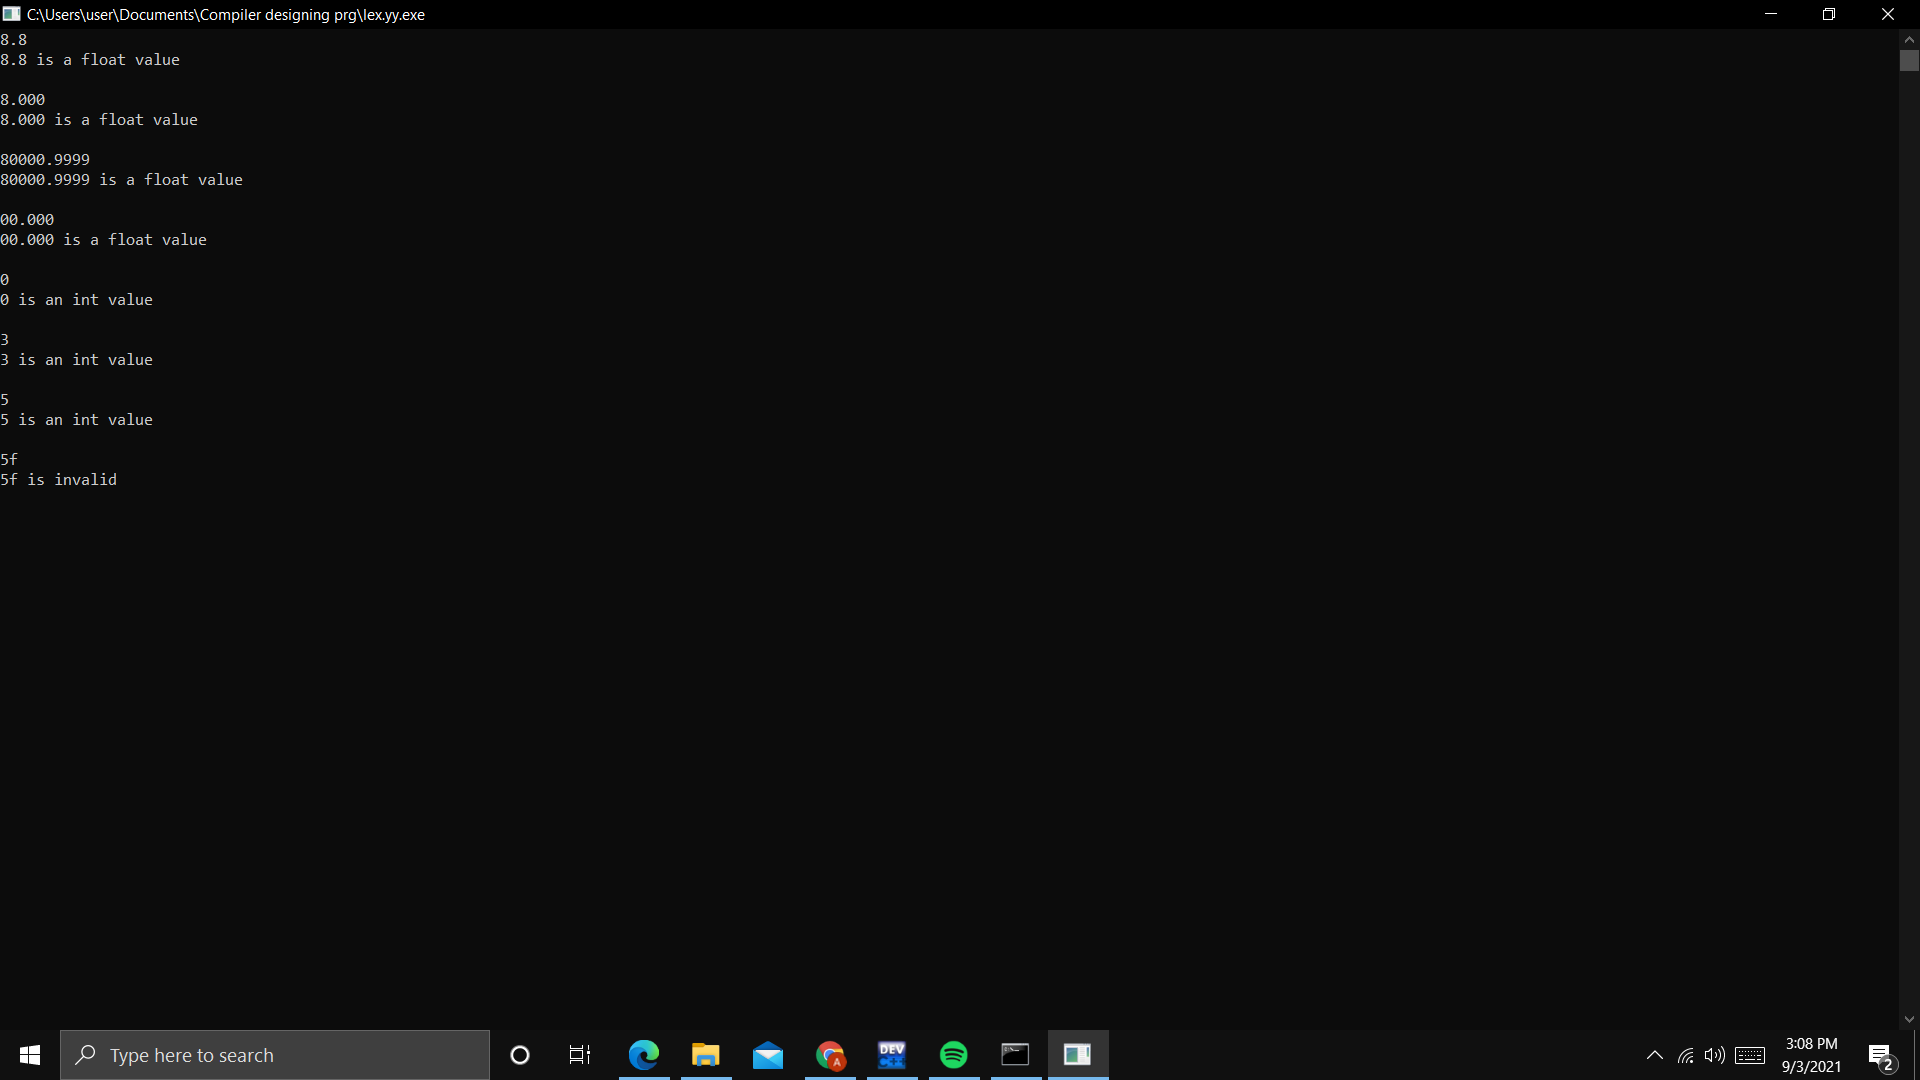 C:\Users\user\Documents\Compiler designing prg\lex.yy.exe
8.8
8.8 is a float value
8.000
8.000 is a float value
80000.9999
80000.9999 is a float value
00.000
00.000 is a float value
0
0 is an int value
3
3 is an int value
5
5 is an int value
5f
5f is invalid
Type here to search
A
DEV
C++
3:08 PM
9/3/2021
2